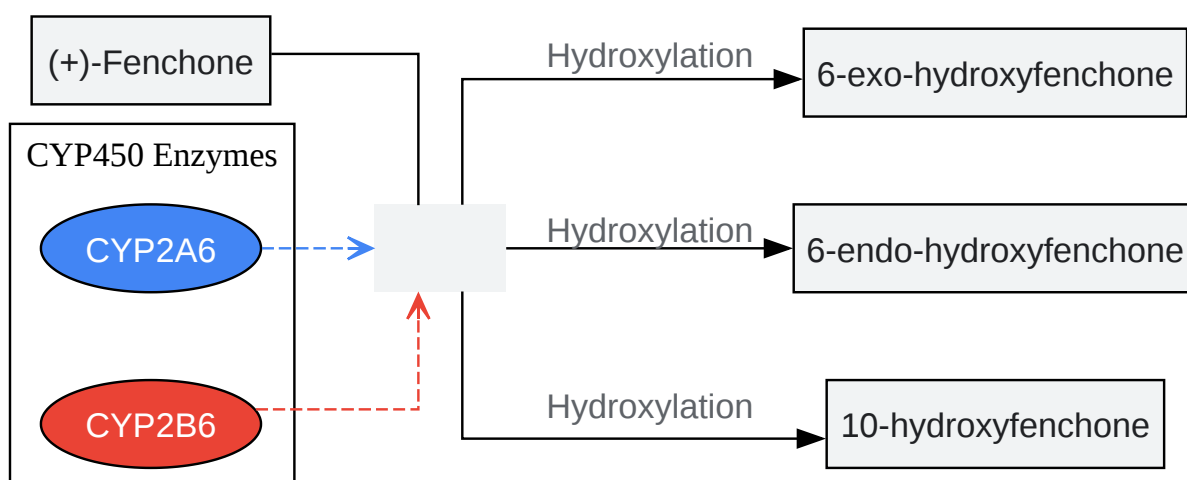 (+)-Fenchone
CYP450 Enzymes
CYP2A6
CYP2B6
Hydroxylation
6-exo-hydroxyfenchone
Hydroxylation
6-endo-hydroxyfenchone
Hydroxylation
10-hydroxyfenchone